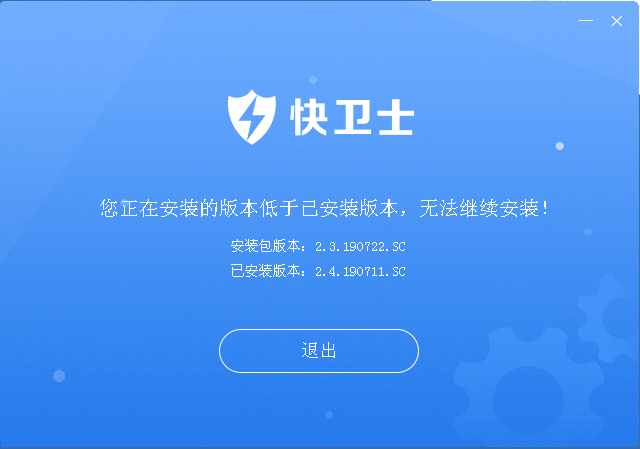 快卫士
您正在安装的版本低于已安装版本，无法继续安装！
安装包版本：2.3.190722.SC
已安装版本：2.4.190711.SC
退出